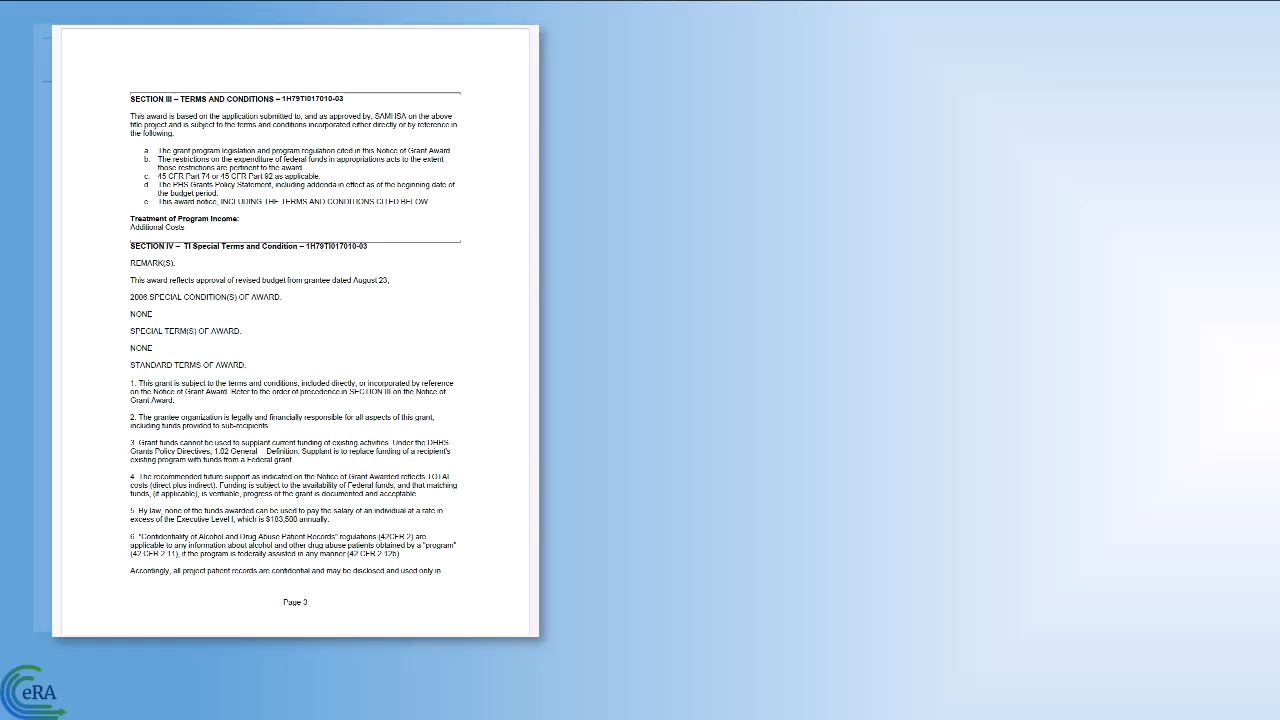 SECTION III – TERMS AND CONDITIONS – 1H79TI017010-03
This award is based on the application submitted to, and as approved by, SAMHSA on the above
title project and is subject to the terms and conditions incorporated either directly or by reference in
the following.
a The grant program legislation and program regulation cited in this Notice of Grant Award
b. The restrictions on the expenditure of federal funds in appropriations acts to the extent
those restrictions are pertinent to the award
c. 45 CFR Part 74 or 45 CFR Part 92 as applicable.
d The PHS Grants Policy Statement, including addenda in effect as of the beginning date of
the budget period.
e This award notice, INCLUDING THE TERMS AND CONDITIONS CITED BELOW
Treatment of Program Income:
Additional Costs
SECTION IV – TI Special Terms and Condition – 1H79TI017010-03
REMARK(S).
This award reflects approval of revised budget from grantee dated August 23,
2006 SPECIAL CONDITION(S) OF AWARD.
NONE
SPECIAL TERM(S) OF AWARD.
NONE
STANDARD TERMS OF AWARD.
1. This grant is subject to the terms and conditions, included directly, or incorporated by reference
on the Notice of Grant Award. Refer to the order of precedence in SECTION III on the Notice of
Grant Award.
2. The grantee organization is legally and financially responsible for all aspects of this grant,
including funds provided to sub-recipients
3 Grant funds cannot be used to supplant current funding of existing activities. Under the DHHS
Grants Policy Directives, 1.02 General Definition. Supplant is to replace funding of a recipient's
existing program with funds from a Federal grant
4 The recommended future support as indicated on the Notice of Grant Awarded reflects TOTAL
costs (direct plus indirect). Funding is subject to the availability of Federal funds, and that matching
funds, (if applicable), is verifiable, progress of the grant is documented and acceptable
5 By law, none of the funds awarded can be used to pay the salary of an individual at a rate in
excess of the Executive Level I, which is $183,500 annually.
6 "Confidentiality of Alcohol and Drug Abuse Patient Records" regulations (42CFR 2) are
applicable to any information about alcohol and other drug abuse patients obtained by a "program"
(42 CFR 2 11), if the program is federally assisted in any manner (42 CFR 2 12b)
Accordingly, all project patient records are confidential and may be disclosed and used only in
Page 3
eRA